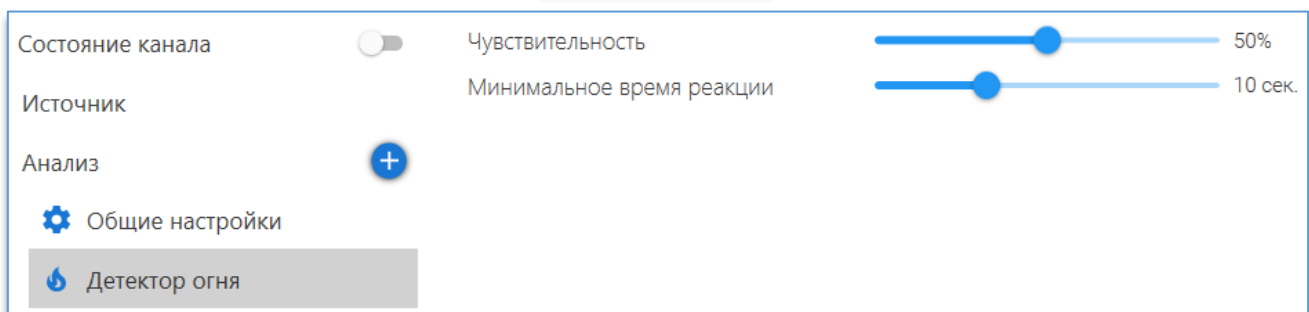 Состояние канала
Источник
Анализ
Общие настройки
Детектор огня
Чувствительность 50%
Минимальное время реакции 10 сек.